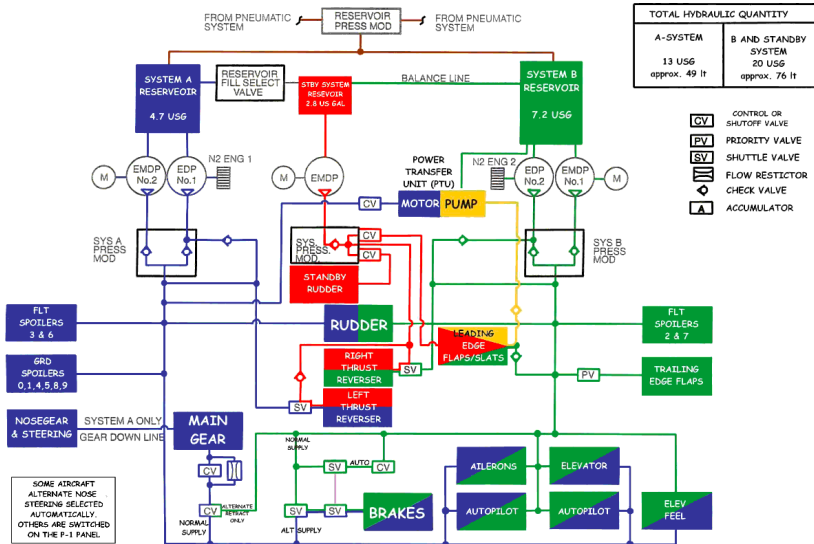 FROM PNEUMATIC
SYSTEM
RESERVOIR
PRESS MOD
FROM PNEUMATIC
SYSTEM
TOTAL HYDRAULIC QUANTITY
A-SYSTEM
13 USG
approx. 49 lt
B AND STANDBY
SYSTEM
20 USG
approx. 76 lt
SYSTEM A
RESERVEOIR
4.7 USG
RESERVOIR
FILL SELECT
VALVE
STBY SYSTEM
RESEVOIR
2.8 US GAL
BALANCE LINE
SYSTEM B
RESERVOIR
7.2 USG
CV
CONTROL OR
SHUTOFF VALVE
PV
PRIORITY VALVE
SV
SHUTTLE VALVE
FLOW RESTICTOR
CHECK VALVE
A
ACCUMULATOR
M
EMDP
No.2
EDP
No.1
N2 ENG 1
M
EMDP
POWER
TRANSFER
UNIT (PTU)
N2 ENG 2
EDP
No.2
EMDP
No.1
M
CV
MOTOR
PUMP
SYS A
PRESS
MOD
SYS.
PRESS.
MOD.
CV
CV
SYS B
PRESS
MOD
STANDBY
RUDDER
FLT
SPOILERS
3 & 6
RUDDER
LEADING
EDGE
FLAPS/SLATS
FLT
SPOILERS
2 & 7
GRD
SPOILERS
0,1,4,5,8,9
RIGHT
THRUST
REVERSER
SV
PV
TRAILING
EDGE FLAPS
SV
LEFT
THRUST
REVERSER
NOSEGEAR
& STEERING
SYSTEM A ONLY
GEAR DOWN LINE
MAIN
GEAR
NORMAL
SUPPLY
CV
SV
AUTO
CV
AILERONS
ELEVATOR
SOME AIRCRAFT
ALTERNATE NOSE
STEERING SELECTED
AUTOMATICALLY.
OTHERS ARE SWITCHED
ON THE P-1 PANEL
CV
ALTERNATE
RETRACT
ONLY
NORMAL
SUPPLY
SV
SV
ALT SUPPLY
BRAKES
AUTOPILOT
AUTOPILOT
ELEV
FEEL